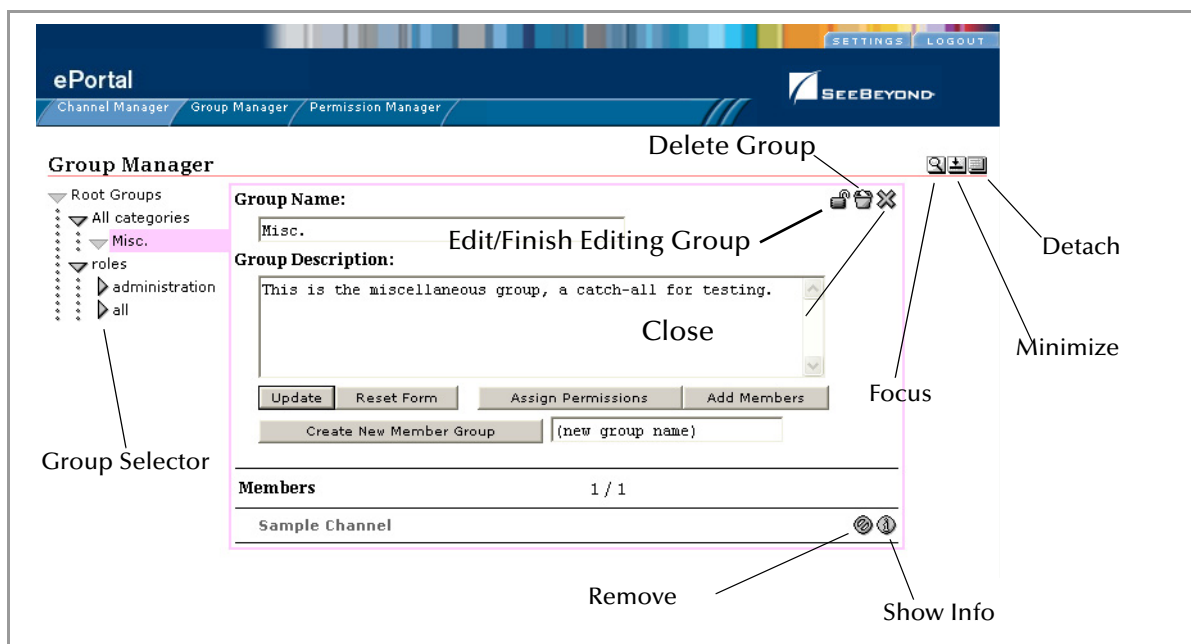 SETTINGS LOGOUT
ePortal
SEEBEYOND
Channel Manager Group Manager Permission Manager
Delete Group
Group Manager
Root Groups
All categories
Misc.
roles
administration
all
Group Name:
Misc.
Edit/Finish Editing Group
Group Description:
This is the miscellaneous group, a catch-all for testing.
Close
Detach
Minimize
Focus
Update Reset Form Assign Permissions Add Members
Create New Member Group (new group name)
Group Selector
Members 1 / 1
Sample Channel
Remove
Show Info